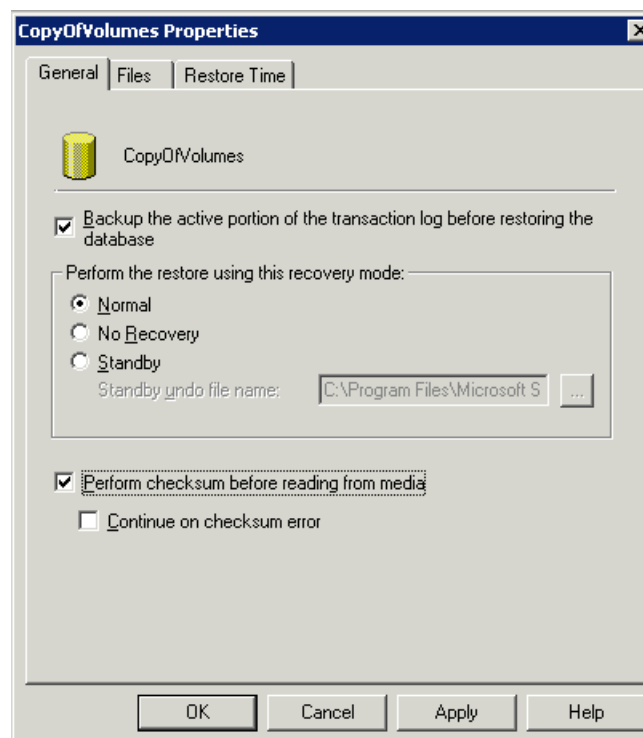 CopyOfVolumes Properties
General Files Restore Time
CopyOfVolumes
Backup the active portion of the transaction log before restoring the
database
Perform the restore using this recovery mode:
Normal
No Recovery
Standby
Standby undo file name: C:\Program Files\Microsoft S ...
Perform checksum before reading from media
Continue on checksum error
OK Cancel Apply Help